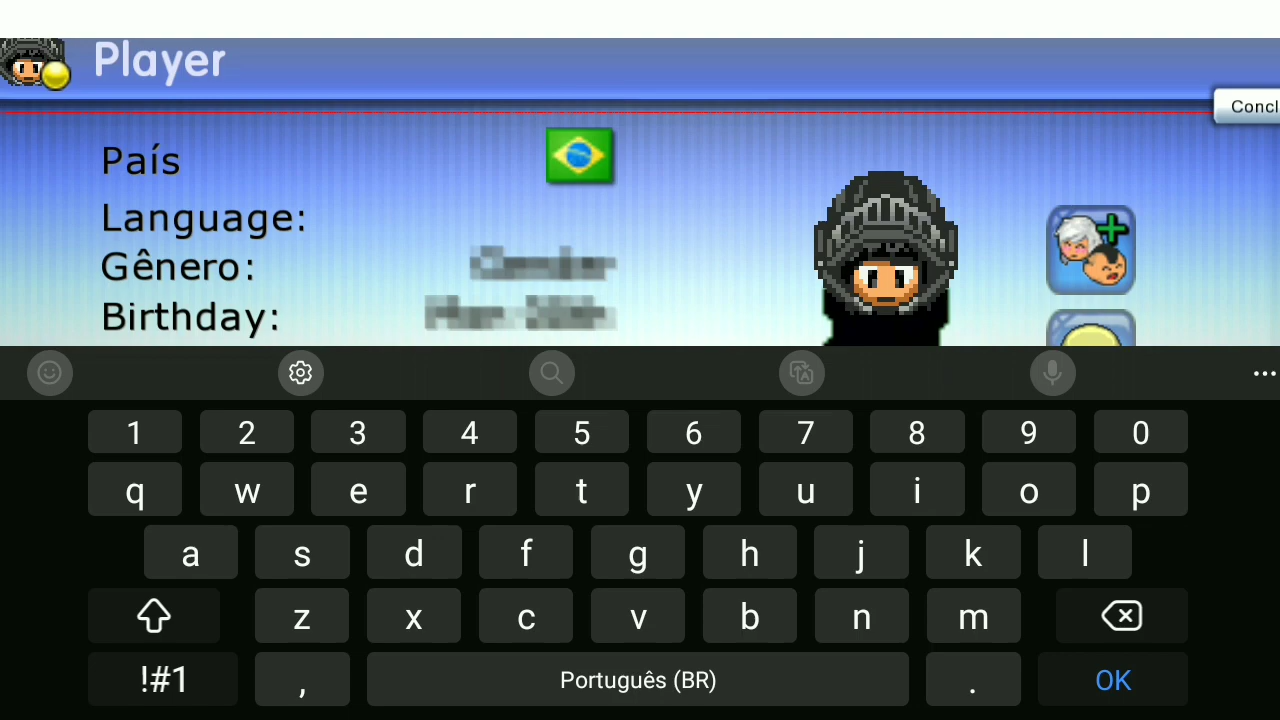 Player
Concl
País
Language:
Gênero:
Birthday:
1 2 3 4 5 6 7 8 9 0
q w e r t y u i o p
a s d f g h j k l
z x c v b n m
!#1 , Português (BR) . OK